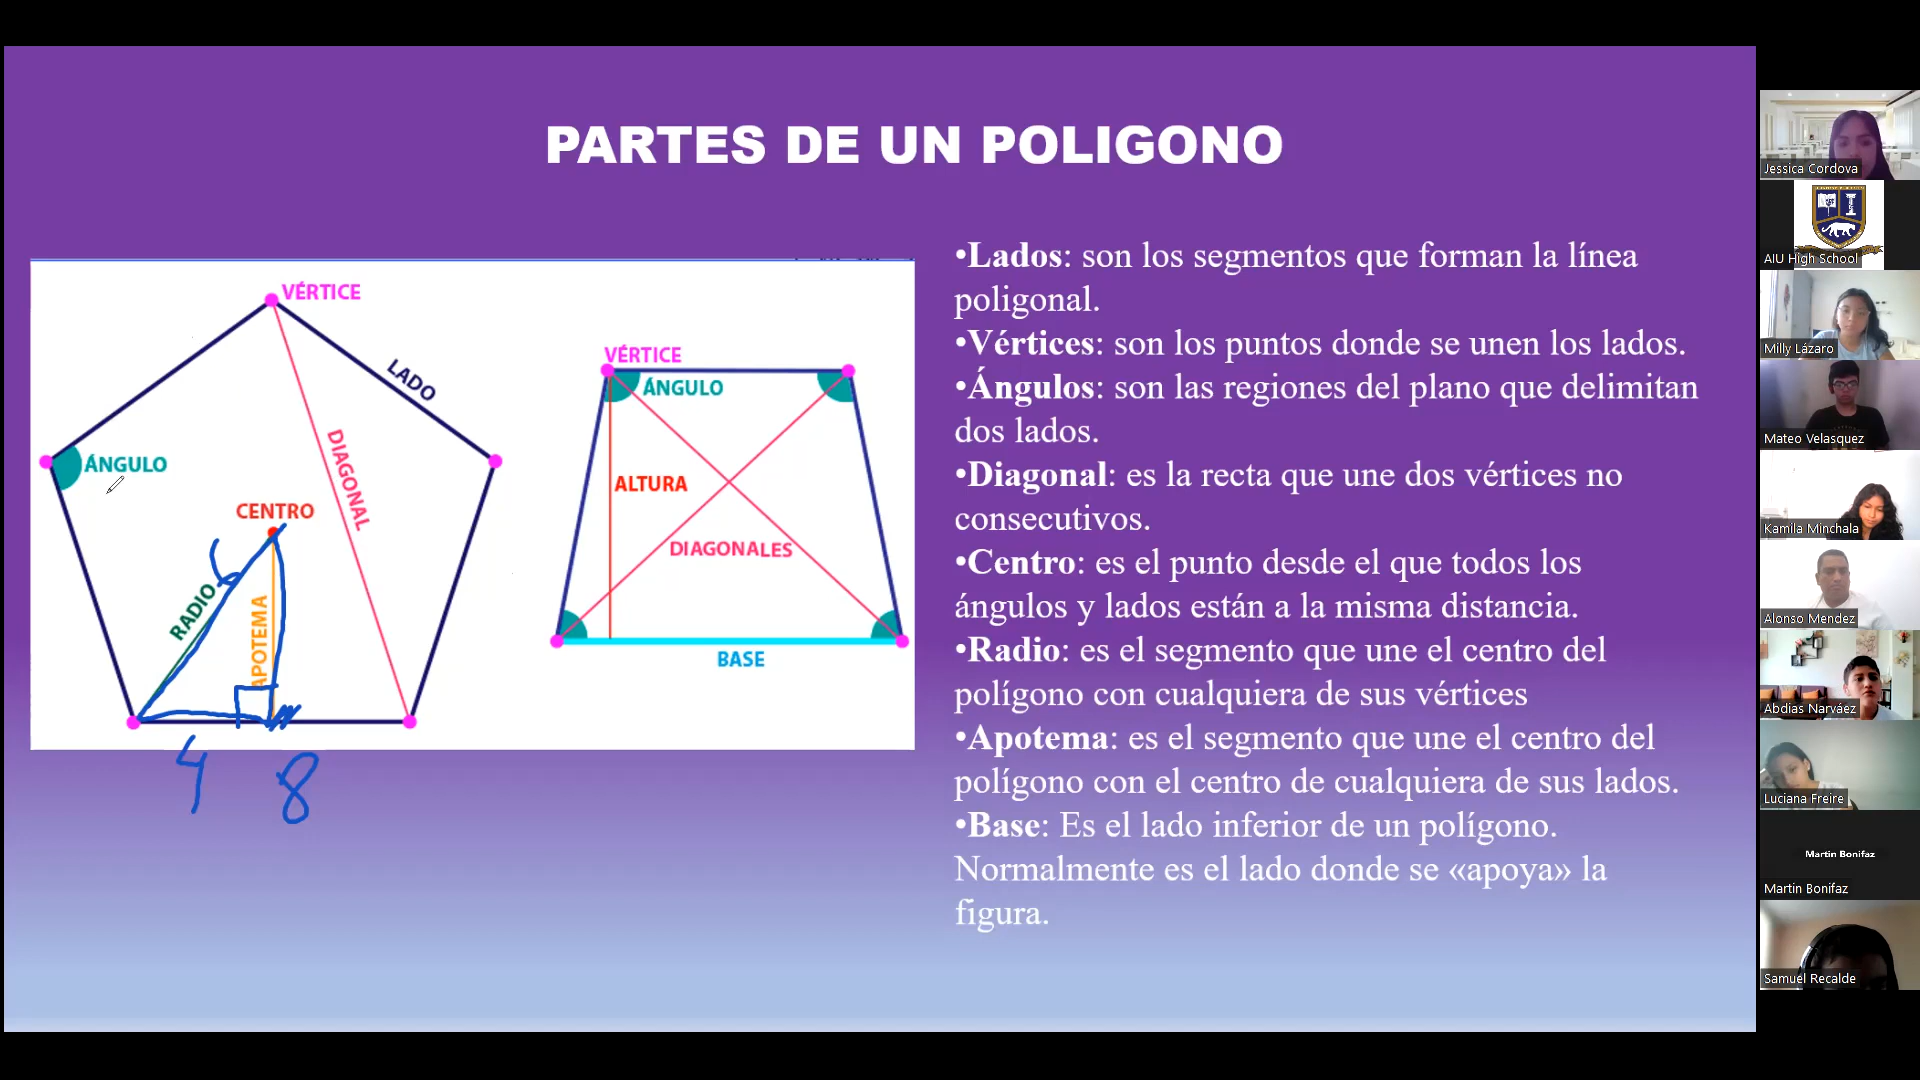 PARTES DE UN POLIGONO
VÉRTICE
LADO
ÁNGULO
DIAGONAL
CENTRO
RADIO
APOTEMA
4
8
VÉRTICE
ÁNGULO
ALTURA
DIAGONALES
BASE
•Lados: son los segmentos que forman la línea
poligonal.
•Vértices: son los puntos donde se unen los lados.
•Ángulos: son las regiones del plano que delimitan
dos lados.
•Diagonal: es la recta que une dos vértices no
consecutivos.
•Centro: es el punto desde el que todos los
ángulos y lados están a la misma distancia.
•Radio: es el segmento que une el centro del
polígono con cualquiera de sus vértices
•Apotema: es el segmento que une el centro del
polígono con el centro de cualquiera de sus lados.
•Base: Es el lado inferior de un polígono.
Normalmente es el lado donde se «apoya» la
figura.
Jessica Cordova
AIU High School
Milly Lázaro
Mateo Velasquez
Kamila Minchala
Alonso Mendez
Abdias Narváez
Luciana Freire
Martin Bonifaz
Martin Bonifaz
Samuel Recalde